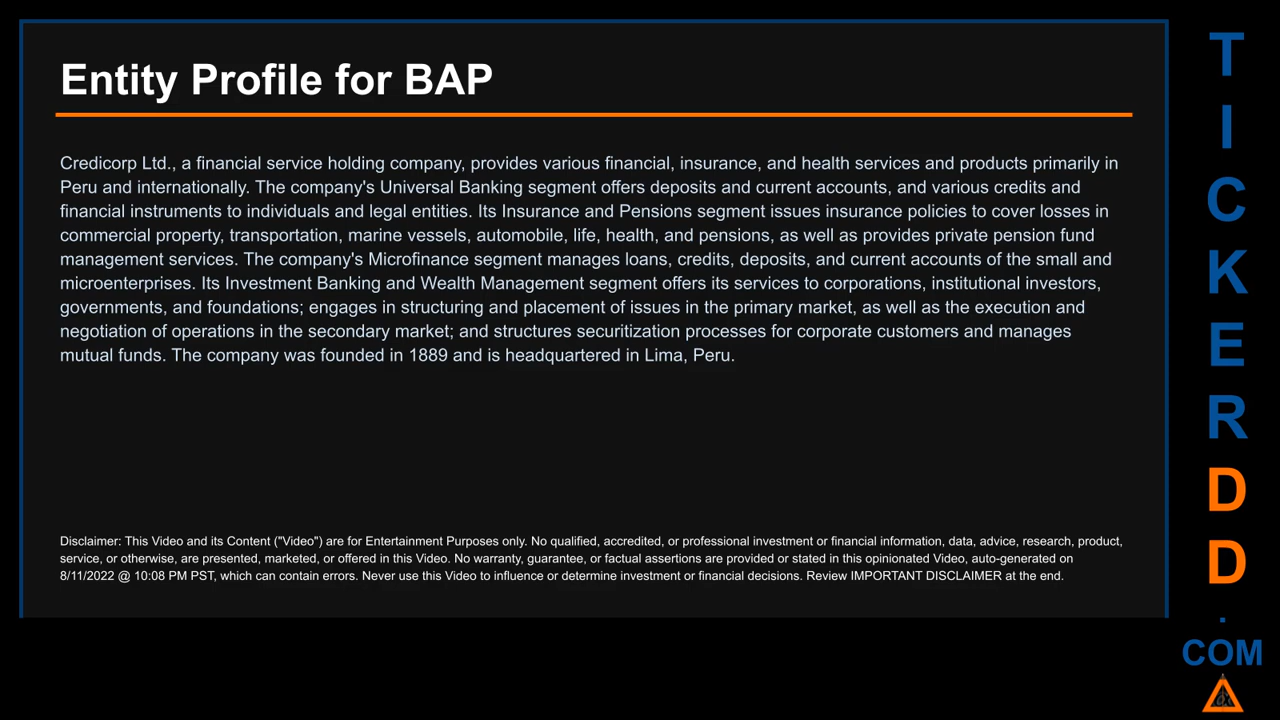 Entity Profile for BAP
Credicorp Ltd., a financial service holding company, provides various financial, insurance, and health services and products primarily in
Peru and internationally. The company's Universal Banking segment offers deposits and current accounts, and various credits and
financial instruments to individuals and legal entities. Its Insurance and Pensions segment issues insurance policies to cover losses in
commercial property, transportation, marine vessels, automobile, life, health, and pensions, as well as provides private pension fund
management services. The company's Microfinance segment manages loans, credits, deposits, and current accounts of the small and
microenterprises. Its Investment Banking and Wealth Management segment offers its services to corporations, institutional investors,
governments, and foundations; engages in structuring and placement of issues in the primary market, as well as the execution and
negotiation of operations in the secondary market; and structures securitization processes for corporate customers and manages
mutual funds. The company was founded in 1889 and is headquartered in Lima, Peru.
Disclaimer: This Video and its Content ("Video") are for Entertainment Purposes only. No qualified, accredited, or professional investment or financial information, data, advice, research, product,
service, or otherwise, are presented, marketed, or offered in this Video. No warranty, guarantee, or factual assertions are provided or stated in this opinionated Video, auto-generated on
8/11/2022 @ 10:08 PM PST, which can contain errors. Never use this Video to influence or determine investment or financial decisions. Review IMPORTANT DISCLAIMER at the end.
T
I
C
K
E
R
D
D
.
COM